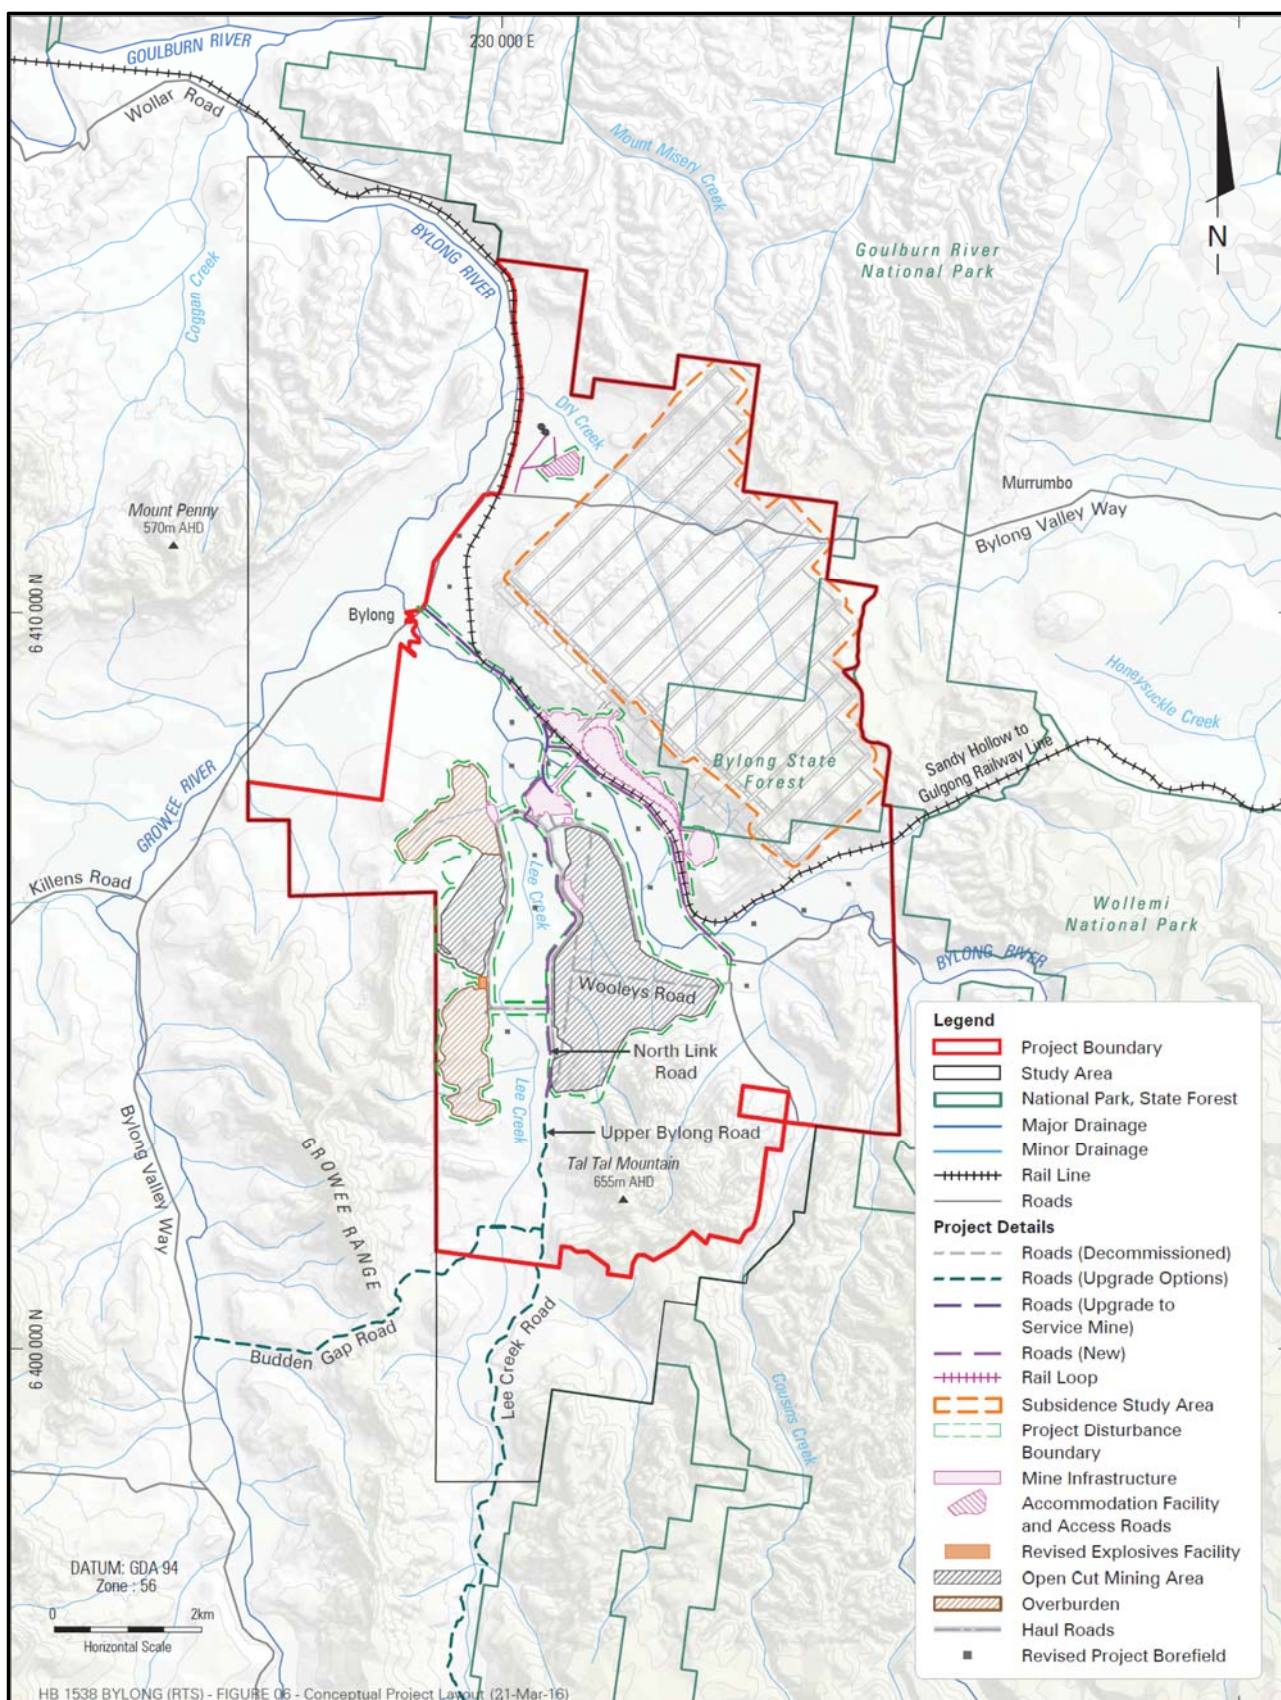 230 000 E
GOULBURN RIVER
Wollar Road
Mount Misery Creek
N
BYLONG RIVER
Goulburn River
National Park
Coggan Creek
Dry Creek
Murrumbo
Bylong Valley Way
Mount Penny
570m AHD
6 410 000 N
Bylong
Honeysuckle Creek
Sandy Hollow to
Gulgong Railway Line
Bylong State
Forest
GROWEE RIVER
Killens Road
Lee Creek
Wollemi
National Park
BYLONG RIVER
Wooleys Road
North Link
Road
Lee Creek
Upper Bylong Road
Tal Tal Mountain
655m AHD
Bylong Valley Way
GROWEE RANGE
6 400 000 N
Budden Gap Road
Lee Creek Road
Cousins Creek
Legend
Project Boundary
Study Area
National Park, State Forest
Major Drainage
Minor Drainage
Rail Line
Roads
Project Details
Roads (Decommissioned)
Roads (Upgrade Options)
Roads (Upgrade to
Service Mine)
Roads (New)
Rail Loop
Subsidence Study Area
Project Disturbance
Boundary
Mine Infrastructure
Accommodation Facility
and Access Roads
Revised Explosives Facility
Open Cut Mining Area
Overburden
Haul Roads
Revised Project Borefield
DATUM: GDA 94
Zone : 56
0 2km
Horizontal Scale
HB 1538 BYLONG (RTS) - FIGURE 06 - Conceptual Project Layout (21-Mar-16)